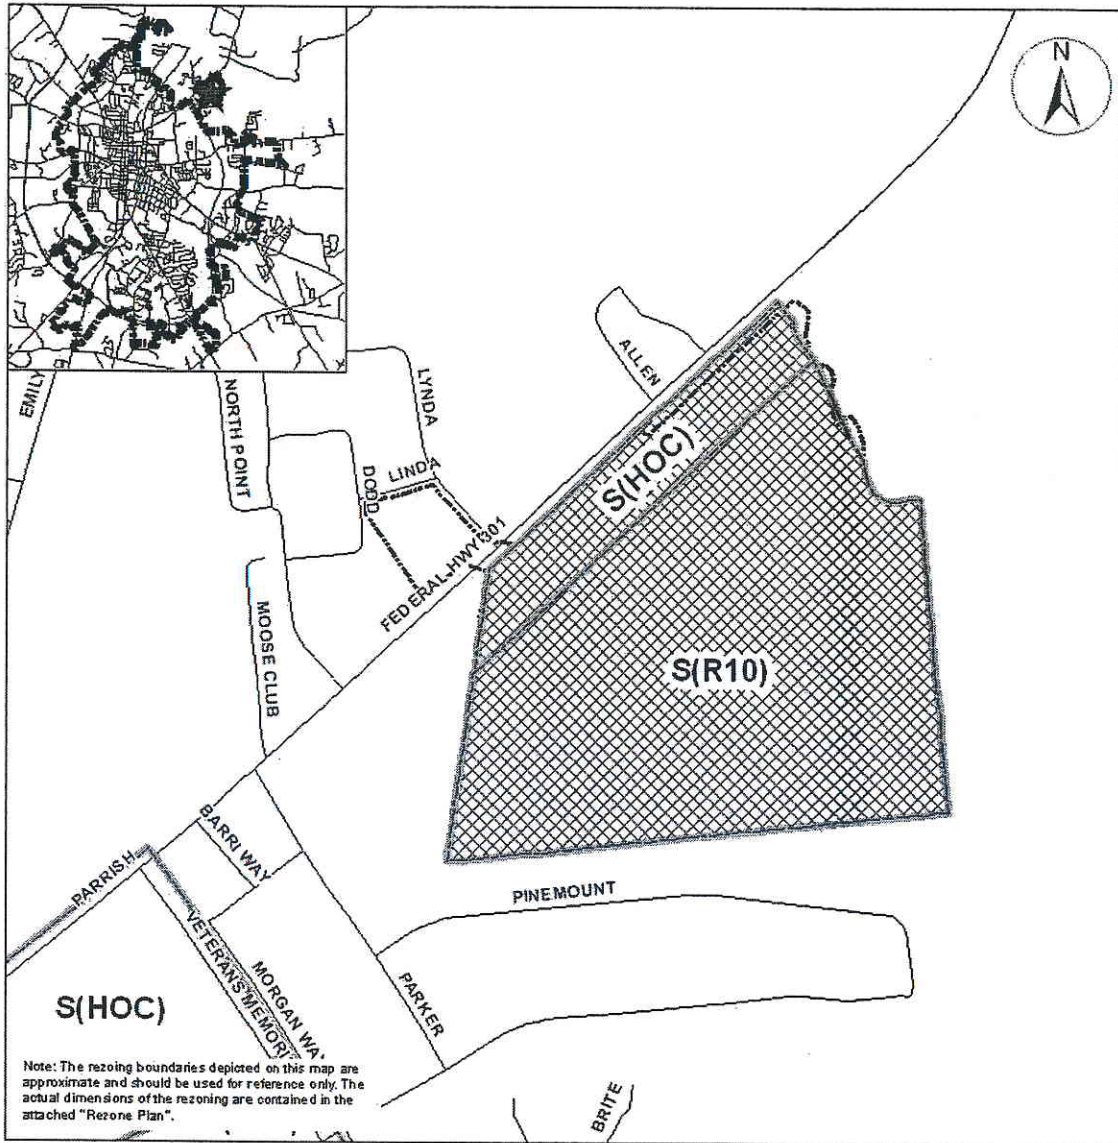 N
EMILY
NORTH POINT
LYNDA
ALLEN
DODD
LINDA
S(HOC)
FEDERAL HWY 301
MOOSE CLUB
S(R10)
BARRI WAY
PARRISH
PINEMOUNT
VETERANS MEMORI
MORGAN WAY
PARKER
S(HOC)
Note: The rezoing boundaries depicted on this map are
approximate and should be used for reference only. The
actual dimensions of the rezoning are contained in the
attached "Rezone Plan".
BRITE